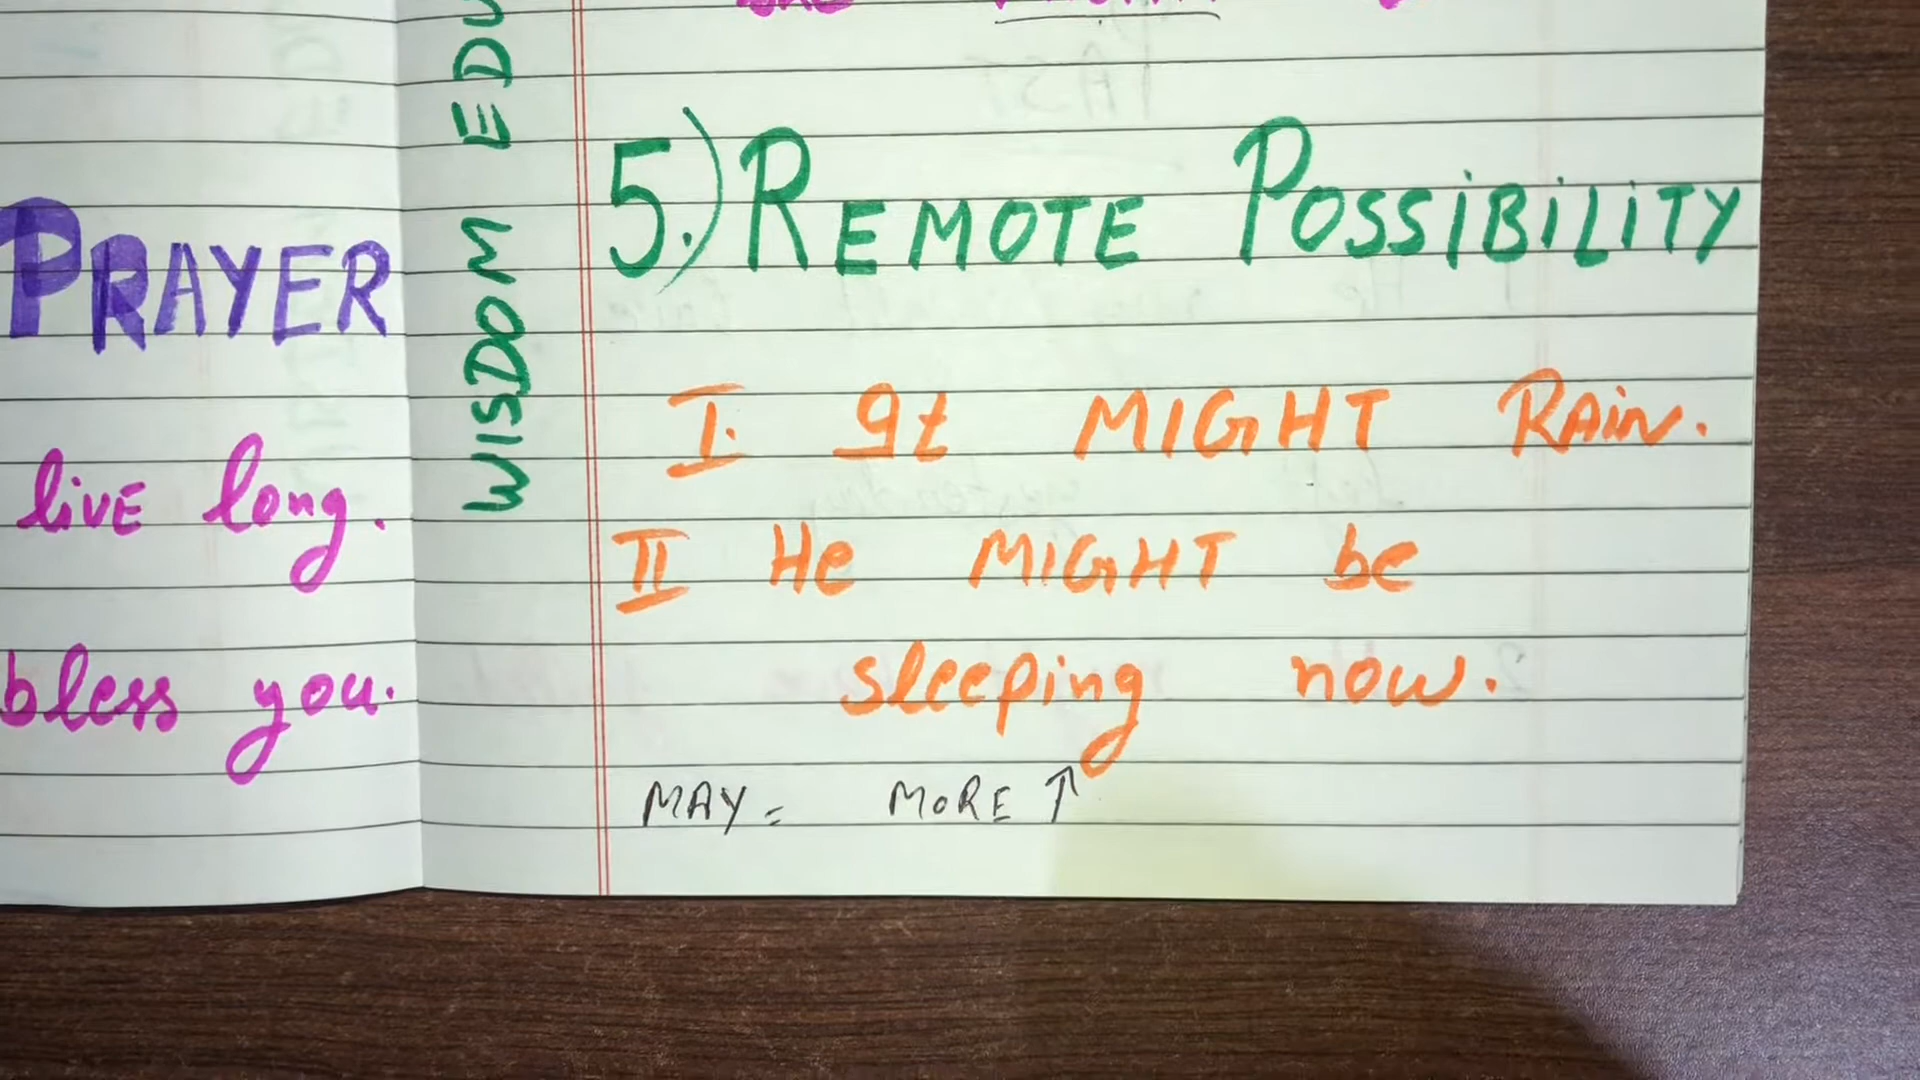 PRAYER
live long.
bless you.
WISDOM EDU
5.) REMOTE POSSIBILITY
I. It MIGHT RAIN.
II He MIGHT be
sleeping now.
MAY = MORE ↑